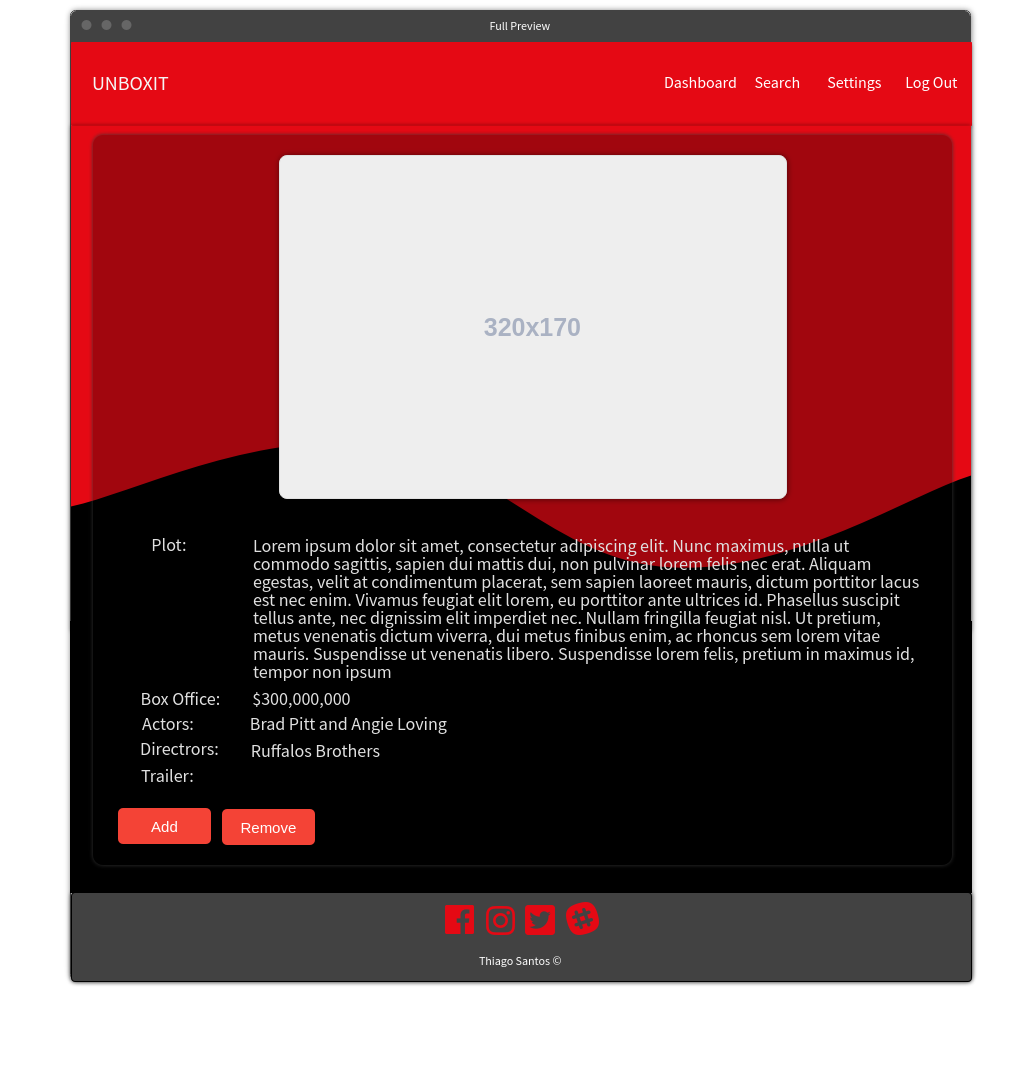 Full Preview
UNBOXIT
Dashboard Search Settings Log Out
320x170
Plot:
Lorem ipsum dolor sit amet, consectetur adipiscing elit. Nunc maximus, nulla ut
commodo sagittis, sapien dui mattis dui, non pulvinar lorem felis nec erat. Aliquam
egestas, velit at condimentum placerat, sem sapien laoreet mauris, dictum porttitor lacus
est nec enim. Vivamus feugiat elit lorem, eu porttitor ante ultrices id. Phasellus suscipit
tellus ante, nec dignissim elit imperdiet nec. Nullam fringilla feugiat nisl. Ut pretium,
metus venenatis dictum viverra, dui metus finibus enim, ac rhoncus sem lorem vitae
mauris. Suspendisse ut venenatis libero. Suspendisse lorem felis, pretium in maximus id,
tempor non ipsum
Box Office: $300,000,000
Actors: Brad Pitt and Angie Loving
Directrors: Ruffalos Brothers
Trailer:
Add Remove
Thiago Santos ©